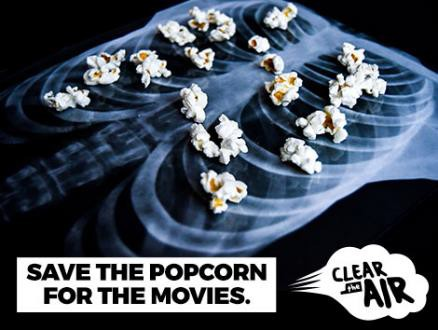 SAVE THE POPCORN
FOR THE MOVIES.
CLEAR
the
AIR